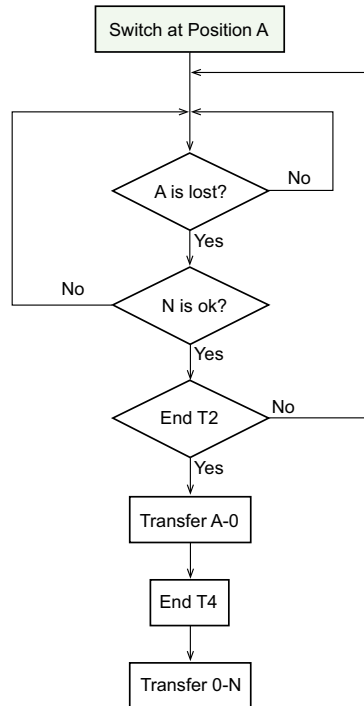 Switch at Position A
A is lost?
No
Yes
No
N is ok?
Yes
End T2
No
Yes
Transfer A-0
End T4
Transfer 0-N